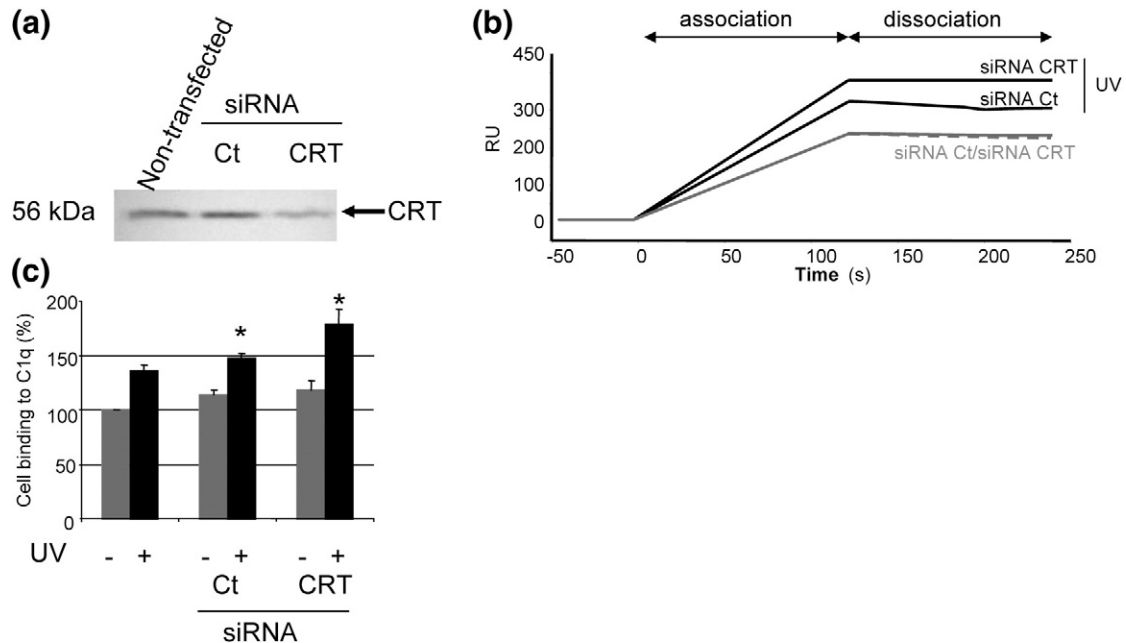 (a)
Non-transfected
siRNA
Ct CRT
56 kDa
CRT
(b)
association dissociation
450
300
200
100
0
RU
siRNA CRT
siRNA Ct
UV
siRNA Ct/siRNA CRT
-50 0 50 100 150 200 250
Time (s)
(c)
200
150
100
50
0
Cell binding to C1q (%)
* *
UV - + - + - +
Ct CRT
siRNA